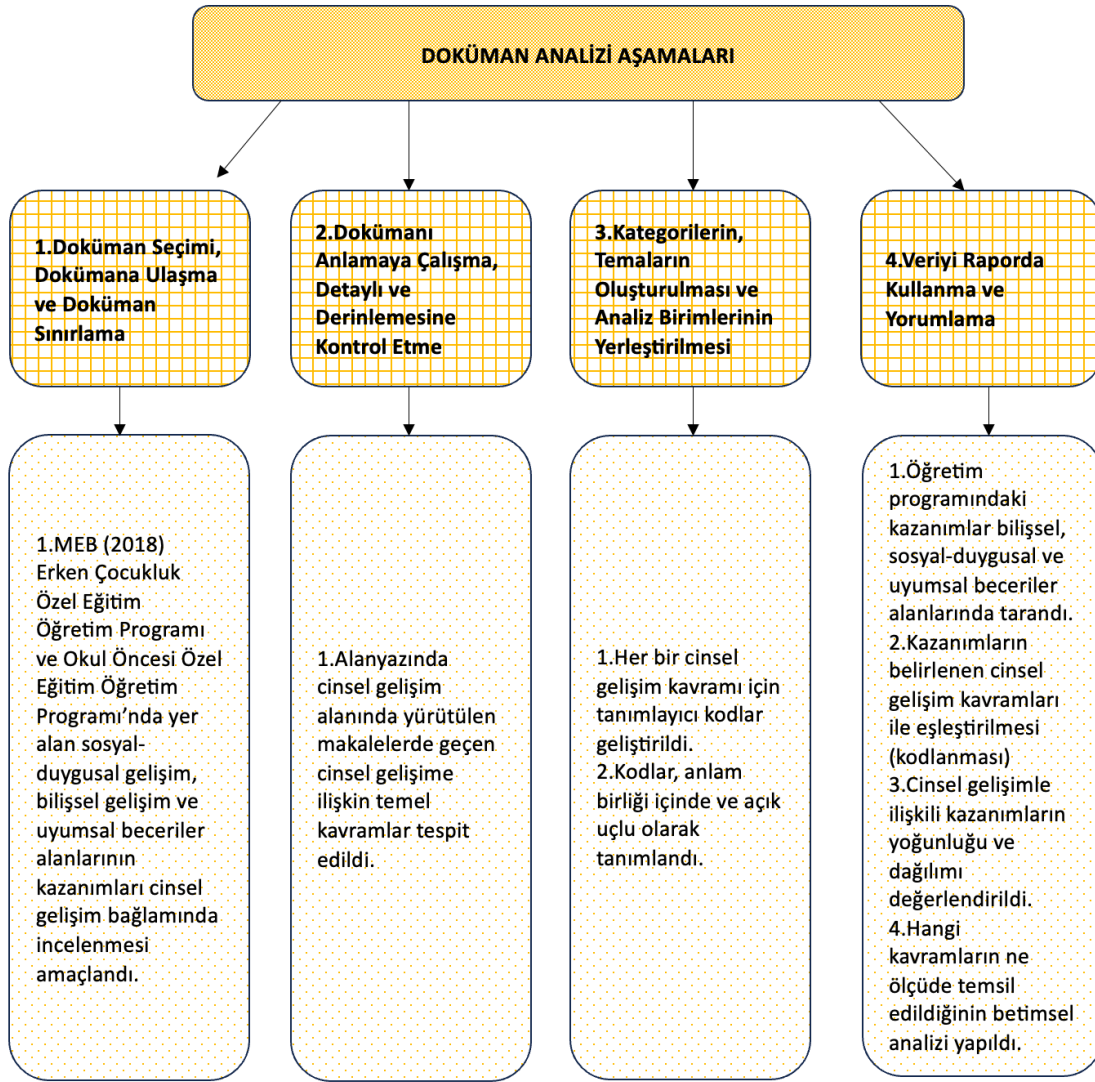 DOKÜMAN ANALİZİ AŞAMALARI
1.Doküman Seçimi,
Dokümana Ulaşma
ve Doküman
Sınırlama
2.Dokümanı
Anlamaya Çalışma,
Detaylı ve
Derinlemesine
Kontrol Etme
3.Kategorilerin,
Temaların
Oluşturulması ve
Analiz Birimlerinin
Yerleştirilmesi
4.Veriyi Raporda
Kullanma ve
Yorumlama
1.MEB (2018)
Erken Çocukluk
Özel Eğitim
Öğretim Programı
ve Okul Öncesi Özel
Eğitim Öğretim
Programı’nda yer
alan sosyal-
duygusal gelişim,
bilişsel gelişim ve
uyumsal beceriler
alanlarının
kazanımları cinsel
gelişim bağlamında
incelenmesi
amaçlandı.
1.Alanyazında
cinsel gelişim
alanında yürütülen
makalelerde geçen
cinsel gelişime
ilişkin temel
kavramlar tespit
edildi.
1.Her bir cinsel
gelişim kavramı için
tanımlayıcı kodlar
geliştirildi.
2.Kodlar, anlam
birliği içinde ve açık
uçlu olarak
tanımlandı.
1.Öğretim
programındaki
kazanımlar bilişsel,
sosyal-duygusal ve
uyumsal beceriler
alanlarında tarandı.
2.Kazanımların
belirlenen cinsel
gelişim kavramları
ile eşleştirilmesi
(kodlanması)
3.Cinsel gelişimle
ilişkili kazanımların
yoğunluğu ve
dağılımı
değerlendirildi.
4.Hangi
kavramların ne
ölçüde temsil
edildiğinin betimsel
analizi yapıldı.